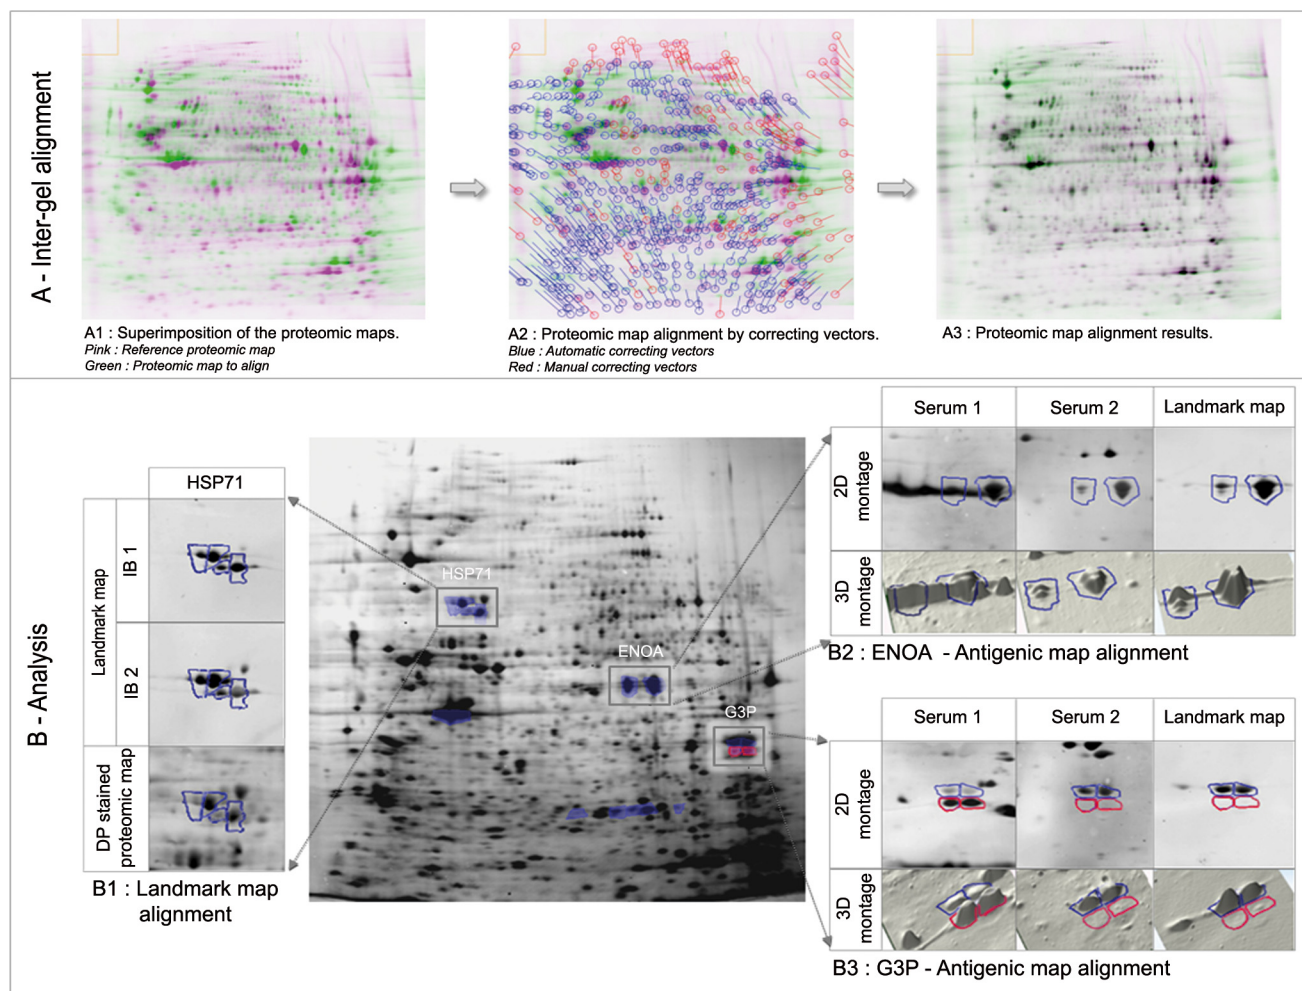 A - Inter-gel alignment
A1 : Superimposition of the proteomic maps.
Pink : Reference proteomic map
Green : Proteomic map to align
A2 : Proteomic map alignment by correcting vectors.
Blue : Automatic correcting vectors
Red : Manual correcting vectors
A3 : Proteomic map alignment results.
B - Analysis
HSP71
Landmark map
IB 1
IB 2
DP stained
proteomic map
B1 : Landmark map
alignment
HSP71
ENOA
G3P
Serum 1
Serum 2
Landmark map
2D
montage
3D
montage
B2 : ENOA - Antigenic map alignment
Serum 1
Serum 2
Landmark map
2D
montage
3D
montage
B3 : G3P - Antigenic map alignment